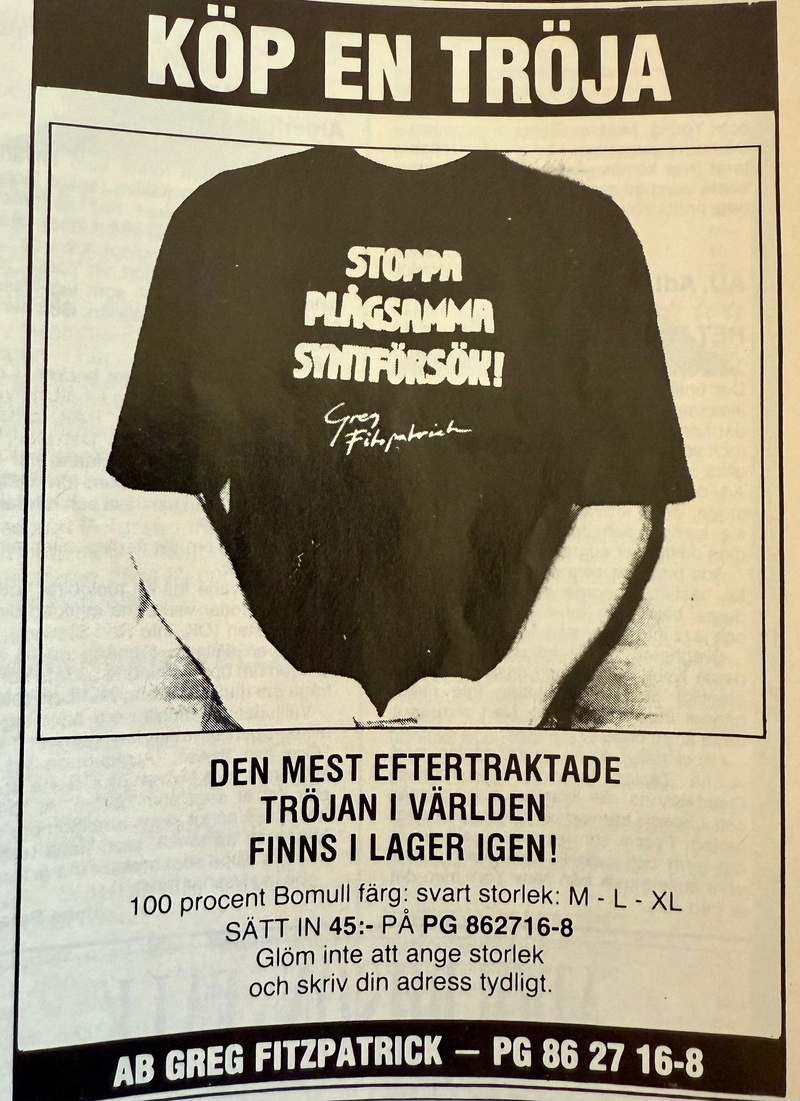 KÖP EN TRÖJA
STOPPA
PLÅGSAMMA
SYNTFÖRSÖK!
Greg
Fitzpatrick
DEN MEST EFTERTRAKTADE
TRÖJAN I VÄRLDEN
FINNS I LAGER IGEN!
100 procent Bomull färg: svart storlek: M - L - XL
SÄTT IN 45:- PÅ PG 862716-8
Glöm inte att ange storlek
och skriv din adress tydligt.
AB GREG FITZPATRICK — PG 86 27 16-8